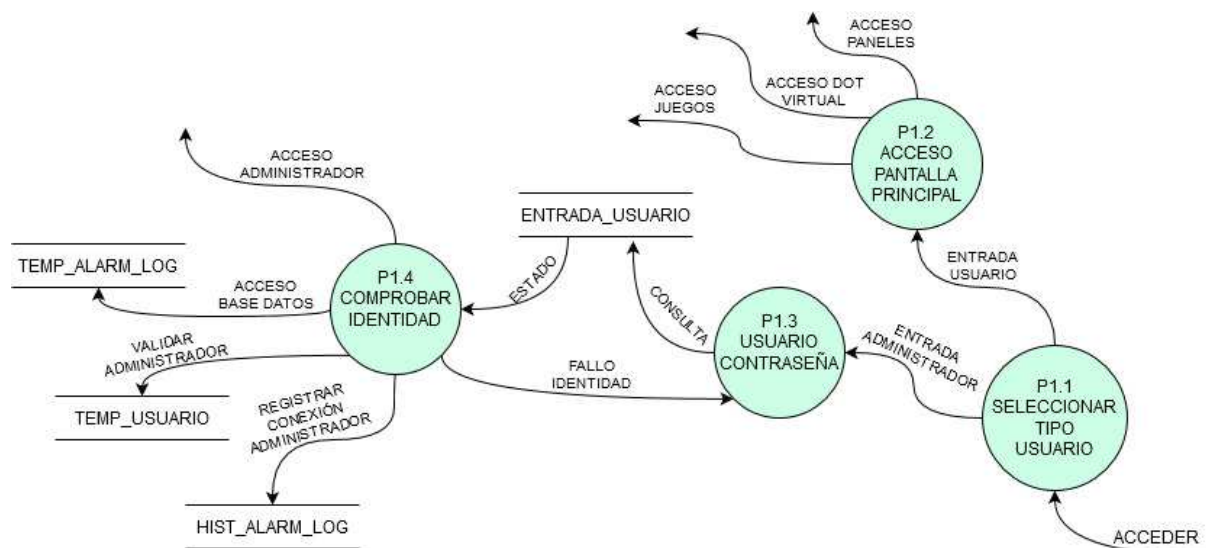 ACCESO
PANELES
ACCESO DOT
VIRTUAL
ACCESO
JUEGOS
P1.2
ACCESO
PANTALLA
PRINCIPAL
ACCESO
ADMINISTRADOR
ENTRADA_USUARIO
TEMP_ALARM_LOG
ACCESO
BASE DATOS
P1.4
COMPROBAR
IDENTIDAD
ESTADO
CONSULTA
P1.3
USUARIO
CONTRASEÑA
ENTRADA
USUARIO
ENTRADA
ADMINISTRADOR
VALIDAR
ADMINISTRADOR
FALLO
IDENTIDAD
P1.1
SELECCIONAR
TIPO
USUARIO
TEMP_USUARIO
REGISTRAR
CONEXIÓN
ADMINISTRADOR
HIST_ALARM_LOG
ACCEDER